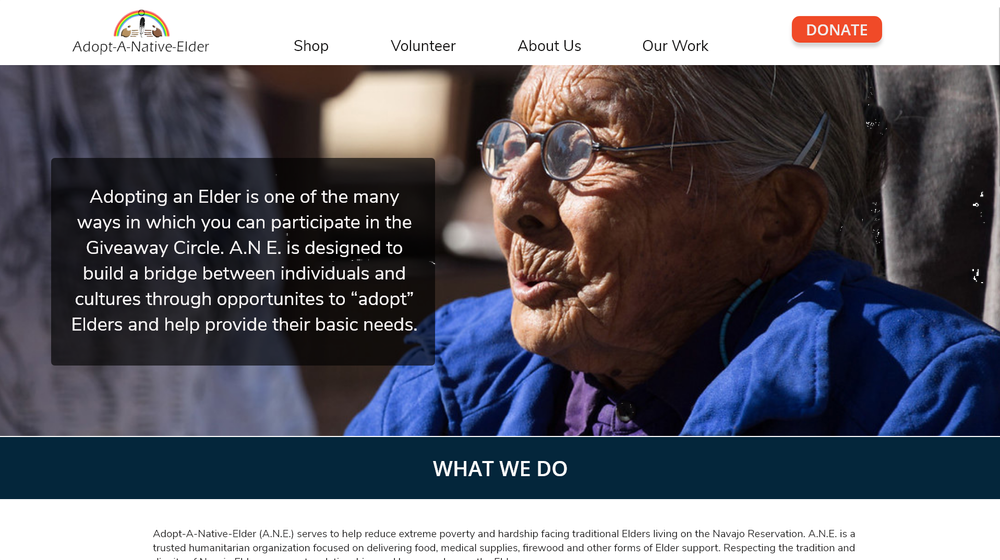 Adopt-A-Native-Elder
Shop
Volunteer
About Us
Our Work
DONATE
Adopting an Elder is one of the many
ways in which you can participate in the
Giveaway Circle. A.N E. is designed to
build a bridge between individuals and
cultures through opportunites to “adopt”
Elders and help provide their basic needs.
WHAT WE DO
Adopt-A-Native-Elder (A.N.E.) serves to help reduce extreme poverty and hardship facing traditional Elders living on the Navajo Reservation. A.N.E. is a
trusted humanitarian organization focused on delivering food, medical supplies, firewood and other forms of Elder support. Respecting the tradition and